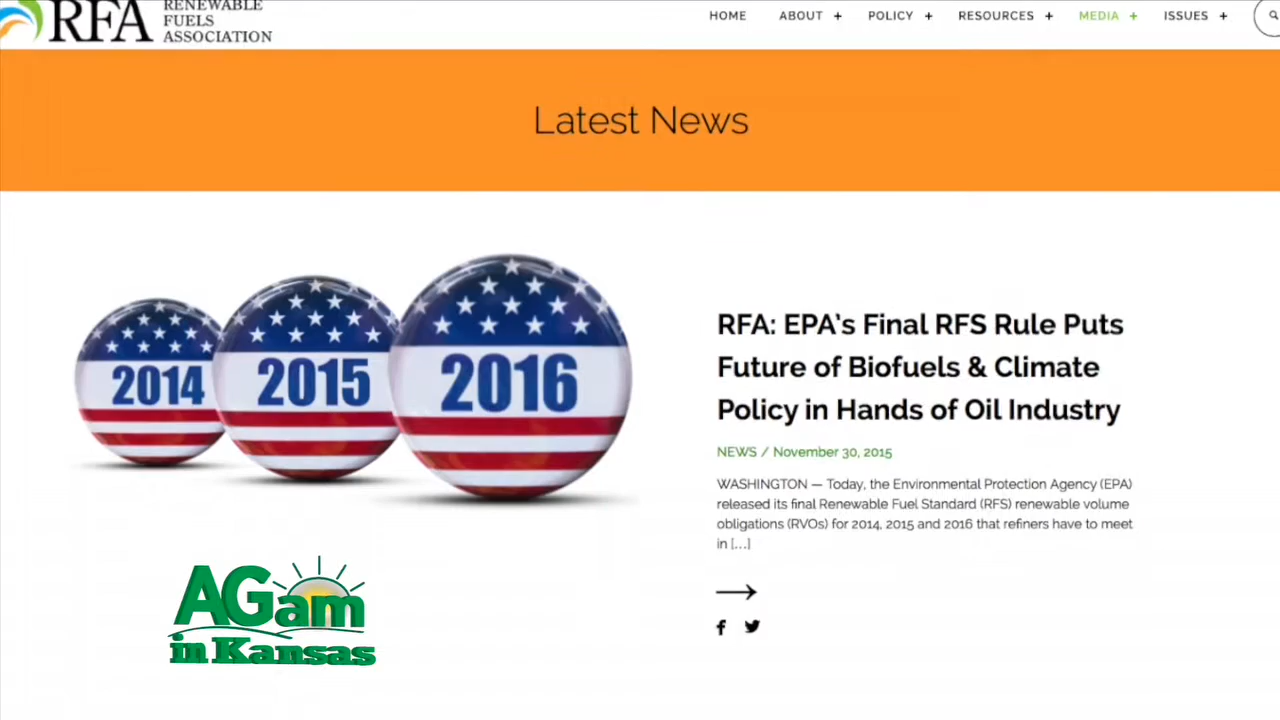 RFA
RENEWABLE
FUELS
ASSOCIATION
HOME ABOUT + POLICY + RESOURCES + MEDIA + ISSUES +
Latest News
2014
2015
2016
RFA: EPA's Final RFS Rule Puts
Future of Biofuels & Climate
Policy in Hands of Oil Industry
NEWS / November 30, 2015
WASHINGTON — Today, the Environmental Protection Agency (EPA)
released its final Renewable Fuel Standard (RFS) renewable volume
obligations (RVOs) for 2014, 2015 and 2016 that refiners have to meet
in [...]
AGam
in Kansas